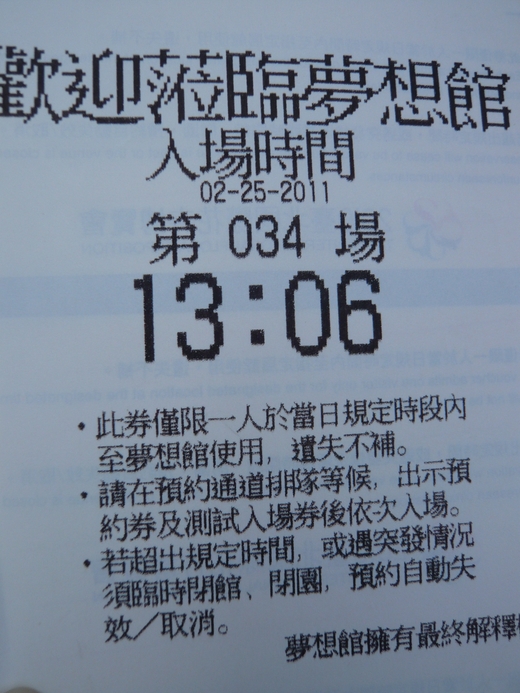 歡迎蒞臨夢想館
入場時間
02-25-2011
第 034 場
13:06
・此券僅限一人於當日規定時段內
至夢想館使用，遺失不補。
・請在預約通道排隊等候，出示預
約券及測試入場券後依次入場。
・若超出規定時間，或遇突發情況
須臨時閉館、閉園，預約自動失
效／取消。
夢想館擁有最終解釋